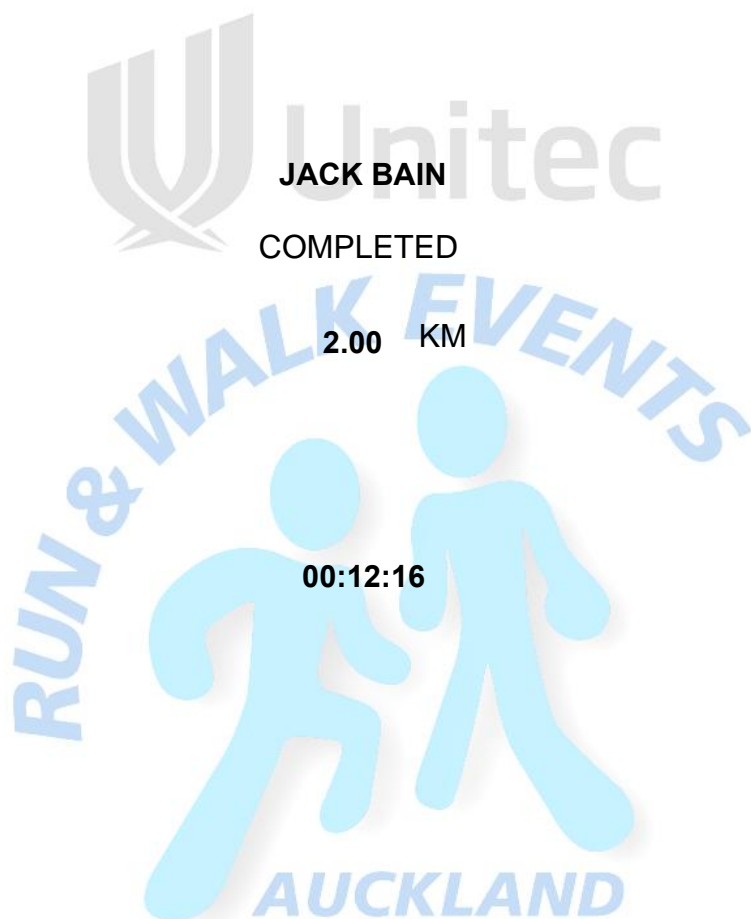 Unitec
JACK BAIN
COMPLETED
RUN & WALK EVENTS
2.00 KM
00:12:16
AUCKLAND